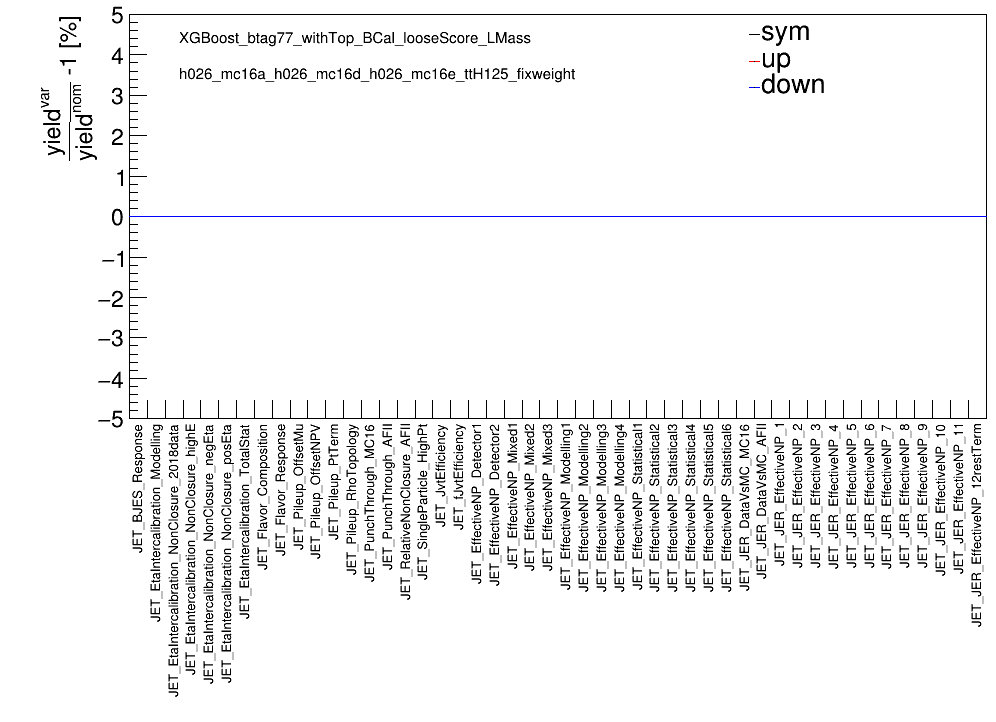 XGBoost_btag77_withTop_BCal_looseScore_LMass
h026_mc16a_h026_mc16d_h026_mc16e_ttH125_fixweight
sym
up
down
yield^var
yield^nom
-1 [%]
5
4
3
2
1
0
−1
−2
−3
−4
−5
JET_BJES_Response
JET_EtaIntercalibration_Modelling
JET_EtaIntercalibration_NonClosure_2018data
JET_EtaIntercalibration_NonClosure_highE
JET_EtaIntercalibration_NonClosure_negEta
JET_EtaIntercalibration_NonClosure_posEta
JET_EtaIntercalibration_TotalStat
JET_Flavor_Composition
JET_Flavor_Response
JET_Pileup_OffsetMu
JET_Pileup_OffsetNPV
JET_Pileup_PtTerm
JET_Pileup_RhoTopology
JET_PunchThrough_MC16
JET_PunchThrough_AFII
JET_RelativeNonClosure_AFII
JET_SingleParticle_HighPt
JET_JvtEfficiency
JET_fJvtEfficiency
JET_EffectiveNP_Detector1
JET_EffectiveNP_Detector2
JET_EffectiveNP_Mixed1
JET_EffectiveNP_Mixed2
JET_EffectiveNP_Mixed3
JET_EffectiveNP_Modelling1
JET_EffectiveNP_Modelling2
JET_EffectiveNP_Modelling3
JET_EffectiveNP_Modelling4
JET_EffectiveNP_Statistical1
JET_EffectiveNP_Statistical2
JET_EffectiveNP_Statistical3
JET_EffectiveNP_Statistical4
JET_EffectiveNP_Statistical5
JET_EffectiveNP_Statistical6
JET_JER_DataVsMC_MC16
JET_JER_DataVsMC_AFII
JET_JER_EffectiveNP_1
JET_JER_EffectiveNP_2
JET_JER_EffectiveNP_3
JET_JER_EffectiveNP_4
JET_JER_EffectiveNP_5
JET_JER_EffectiveNP_6
JET_JER_EffectiveNP_7
JET_JER_EffectiveNP_8
JET_JER_EffectiveNP_9
JET_JER_EffectiveNP_10
JET_JER_EffectiveNP_11
JET_JER_EffectiveNP_12restTerm